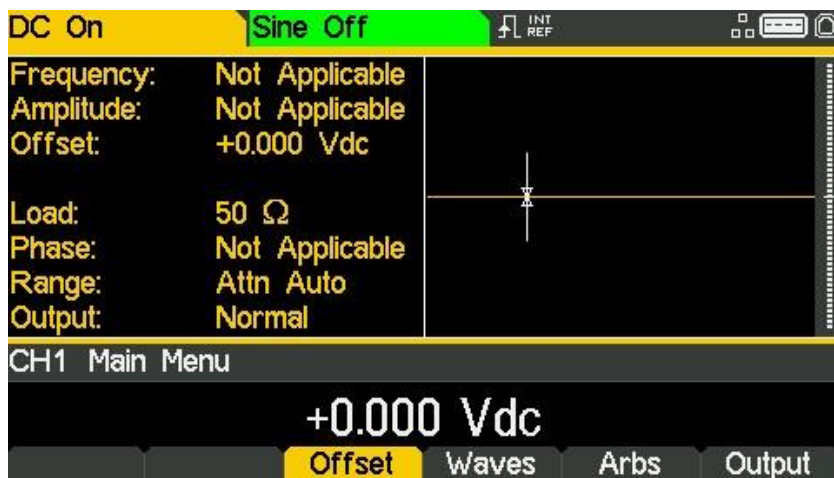 DC On
Sine Off
INT
REF
Frequency: Not Applicable
Amplitude: Not Applicable
Offset: +0.000 Vdc
Load: 50 Ω
Phase: Not Applicable
Range: Attn Auto
Output: Normal
CH1 Main Menu
+0.000 Vdc
Offset
Waves
Arbs
Output